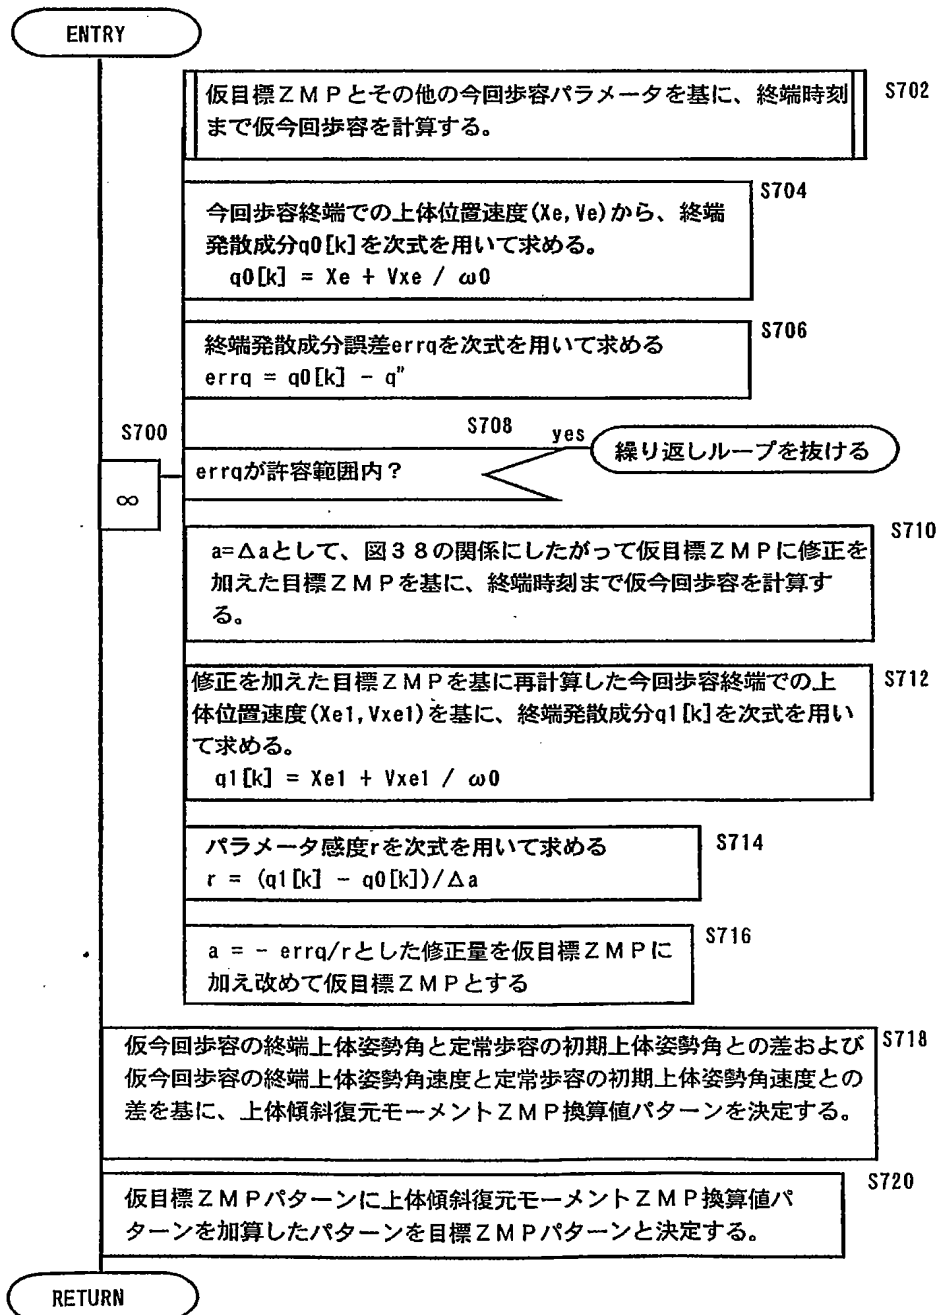 ENTRY
仮目標ZMPとその他の今回歩容パラメータを基に、終端時刻
まで仮今回歩容を計算する。
S702
今回歩容終端での上体位置速度(Xe,Ve)から、終端
発散成分q0[k]を次式を用いて求める。
q0[k] = Xe + Vxe / ω0
S704
終端発散成分誤差errqを次式を用いて求める
errq = q0[k] - q"
S706
S700
∞
S708
errqが許容範囲内?
yes
繰り返しループを抜ける
a=Δaとして、図38の関係にしたがって仮目標ZMPに修正を
加えた目標ZMPを基に、終端時刻まで仮今回歩容を計算す
る。
S710
修正を加えた目標ZMPを基に再計算した今回歩容終端での上
体位置速度(Xe1,Vxe1)を基に、終端発散成分q1[k]を次式を用い
て求める。
q1[k] = Xe1 + Vxe1 / ω0
S712
パラメータ感度rを次式を用いて求める
r = (q1[k] - q0[k])/Δa
S714
a = - errq/rとした修正量を仮目標ZMPに
加え改めて仮目標ZMPとする
S716
仮今回歩容の終端上体姿勢角と定常歩容の初期上体姿勢角との差および
仮今回歩容の終端上体姿勢角速度と定常歩容の初期上体姿勢角速度との
差を基に、上体傾斜復元モーメントZMP換算値パターンを決定する。
S718
仮目標ZMPパターンに上体傾斜復元モーメントZMP換算値パ
ターンを加算したパターンを目標ZMPパターンと決定する。
S720
RETURN